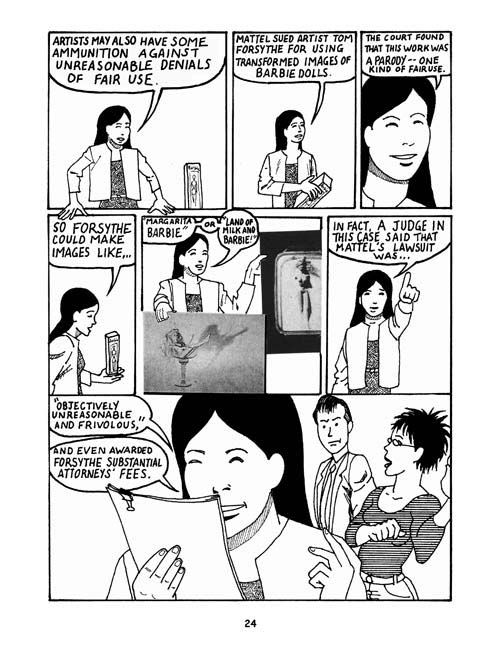 ARTISTS MAY ALSO HAVE SOME
AMMUNITION AGAINST
UNREASONABLE DENIALS
OF FAIR USE.
MATTEL SUED ARTIST TOM
FORSYTHE FOR USING
TRANSFORMED IMAGES OF
BARBIE DOLLS.
THE COURT FOUND
THAT THIS WORK WAS
A PARODY-- ONE
KIND OF FAIR USE.
SO FORSYTHE
COULD MAKE
IMAGES LIKE...
"MARGARITA
BARBIE"
OR
"LAND OF
MILK AND
BARBIE!"
IN FACT, A JUDGE IN
THIS CASE SAID THAT
MATTEL'S LAWSUIT
WAS...
"OBJECTIVELY
UNREASONABLE
AND FRIVOLOUS,"
AND EVEN AWARDED
FORSYTHE SUBSTANTIAL
ATTORNEYS' FEES.
24